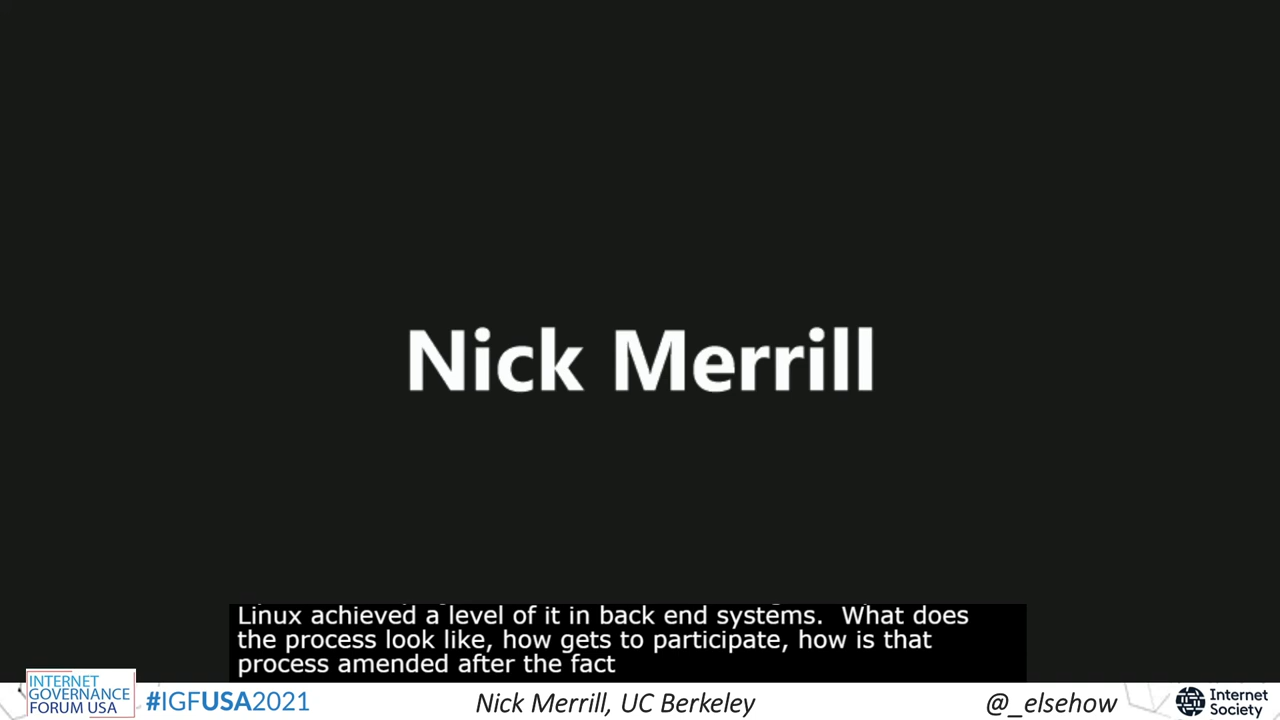 Nick Merrill
Linux achieved a level of it in back end systems.  What does
the process look like, how gets to participate, how is that
process amended after the fact
INTERNET
GOVERNANCE
FORUM USA
#IGFUSA2021
Nick Merrill, UC Berkeley
@_elsehow
Internet
Society